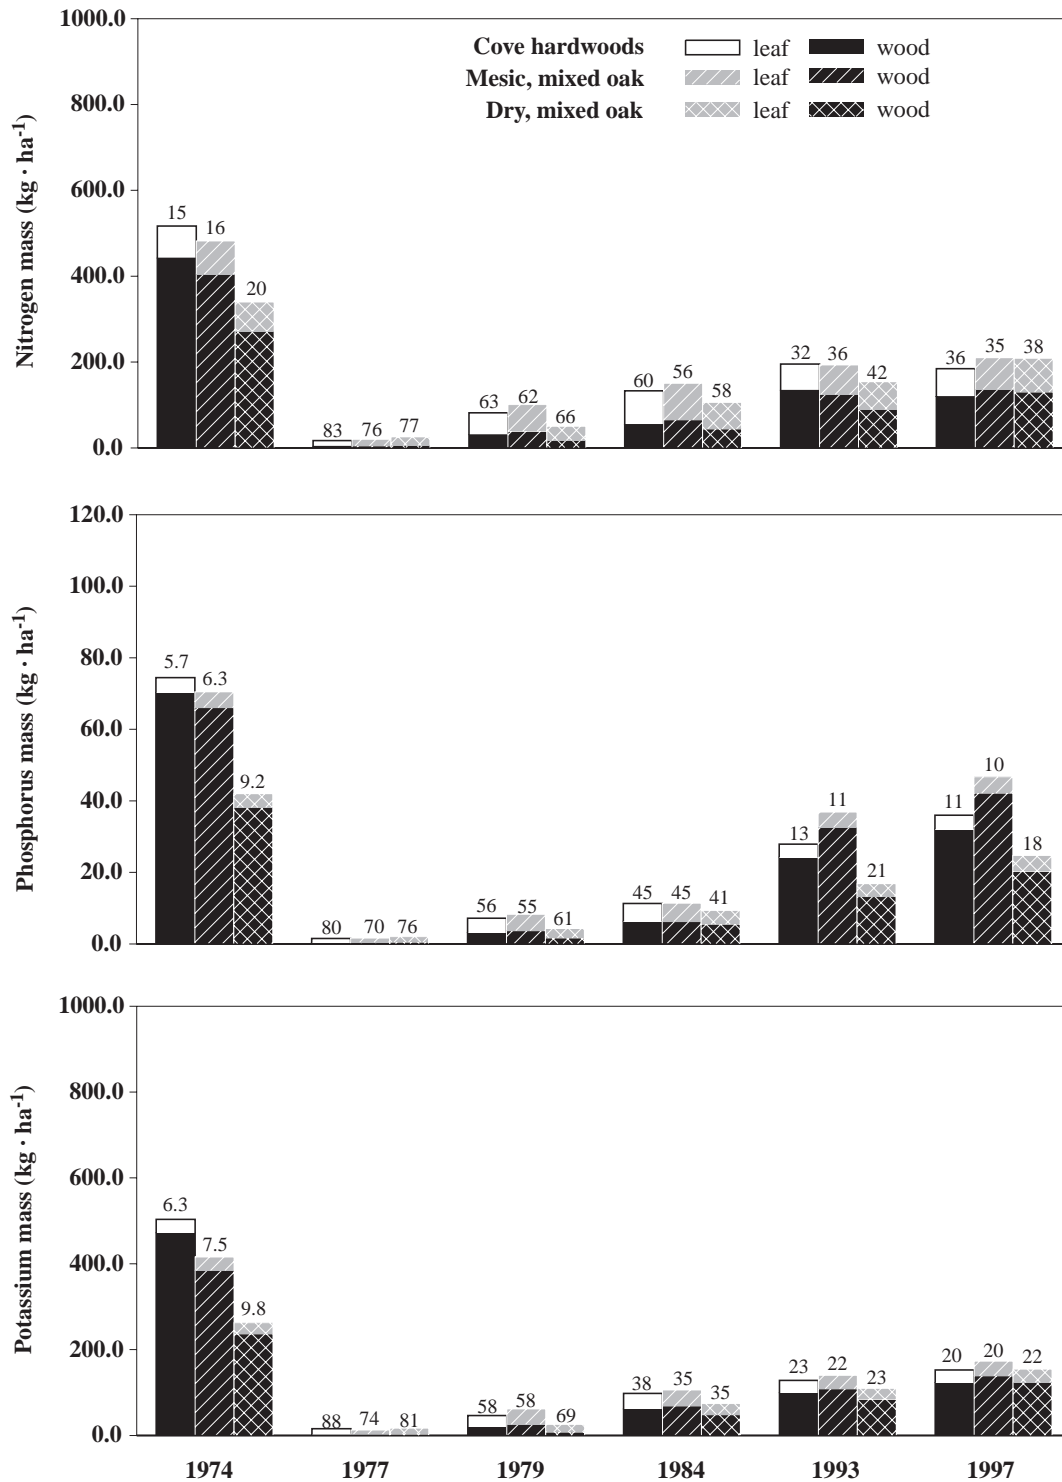 1000.0
Cove hardwoods leaf wood
Mesic, mixed oak leaf wood
Dry, mixed oak leaf wood
800.0
600.0
400.0
200.0
0.0
Nitrogen mass (kg · ha-1)
15 16 20
83 76 77
63 62 66
60 56 58
32 36 42
36 35 38
120.0
100.0
80.0
60.0
40.0
20.0
0.0
Phosphorus mass (kg · ha-1)
5.7 6.3 9.2
80 70 76
56 55 61
45 45 41
13 11 21
11 10 18
1000.0
800.0
600.0
400.0
200.0
0.0
Potassium mass (kg · ha-1)
6.3 7.5 9.8
88 74 81
58 58 69
38 35 35
23 22 23
20 20 22
1974 1977 1979 1984 1993 1997